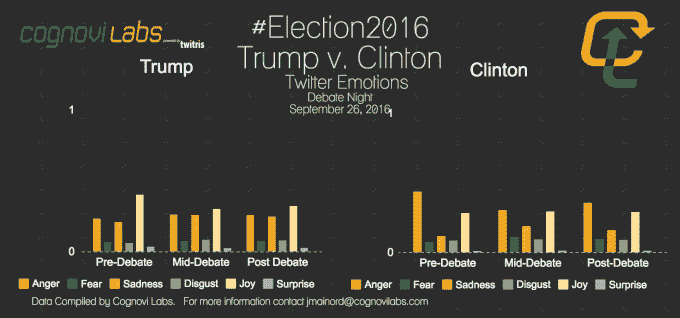 cognovi Labs
twitris
#Election2016
Trump v. Clinton
Twitter Emotions
Debate Night
September 26, 2016
Trump
Clinton
1
1
0
0
Pre-Debate Mid-Debate Post Debate
Pre-Debate Mid-Debate Post-Debate
Anger Fear Sadness Disgust Joy Surprise
Anger Fear Sadness Disgust Joy Surprise
Data Compiled by Cognovi Labs. For more information contact jmainord@cognovilabs.com